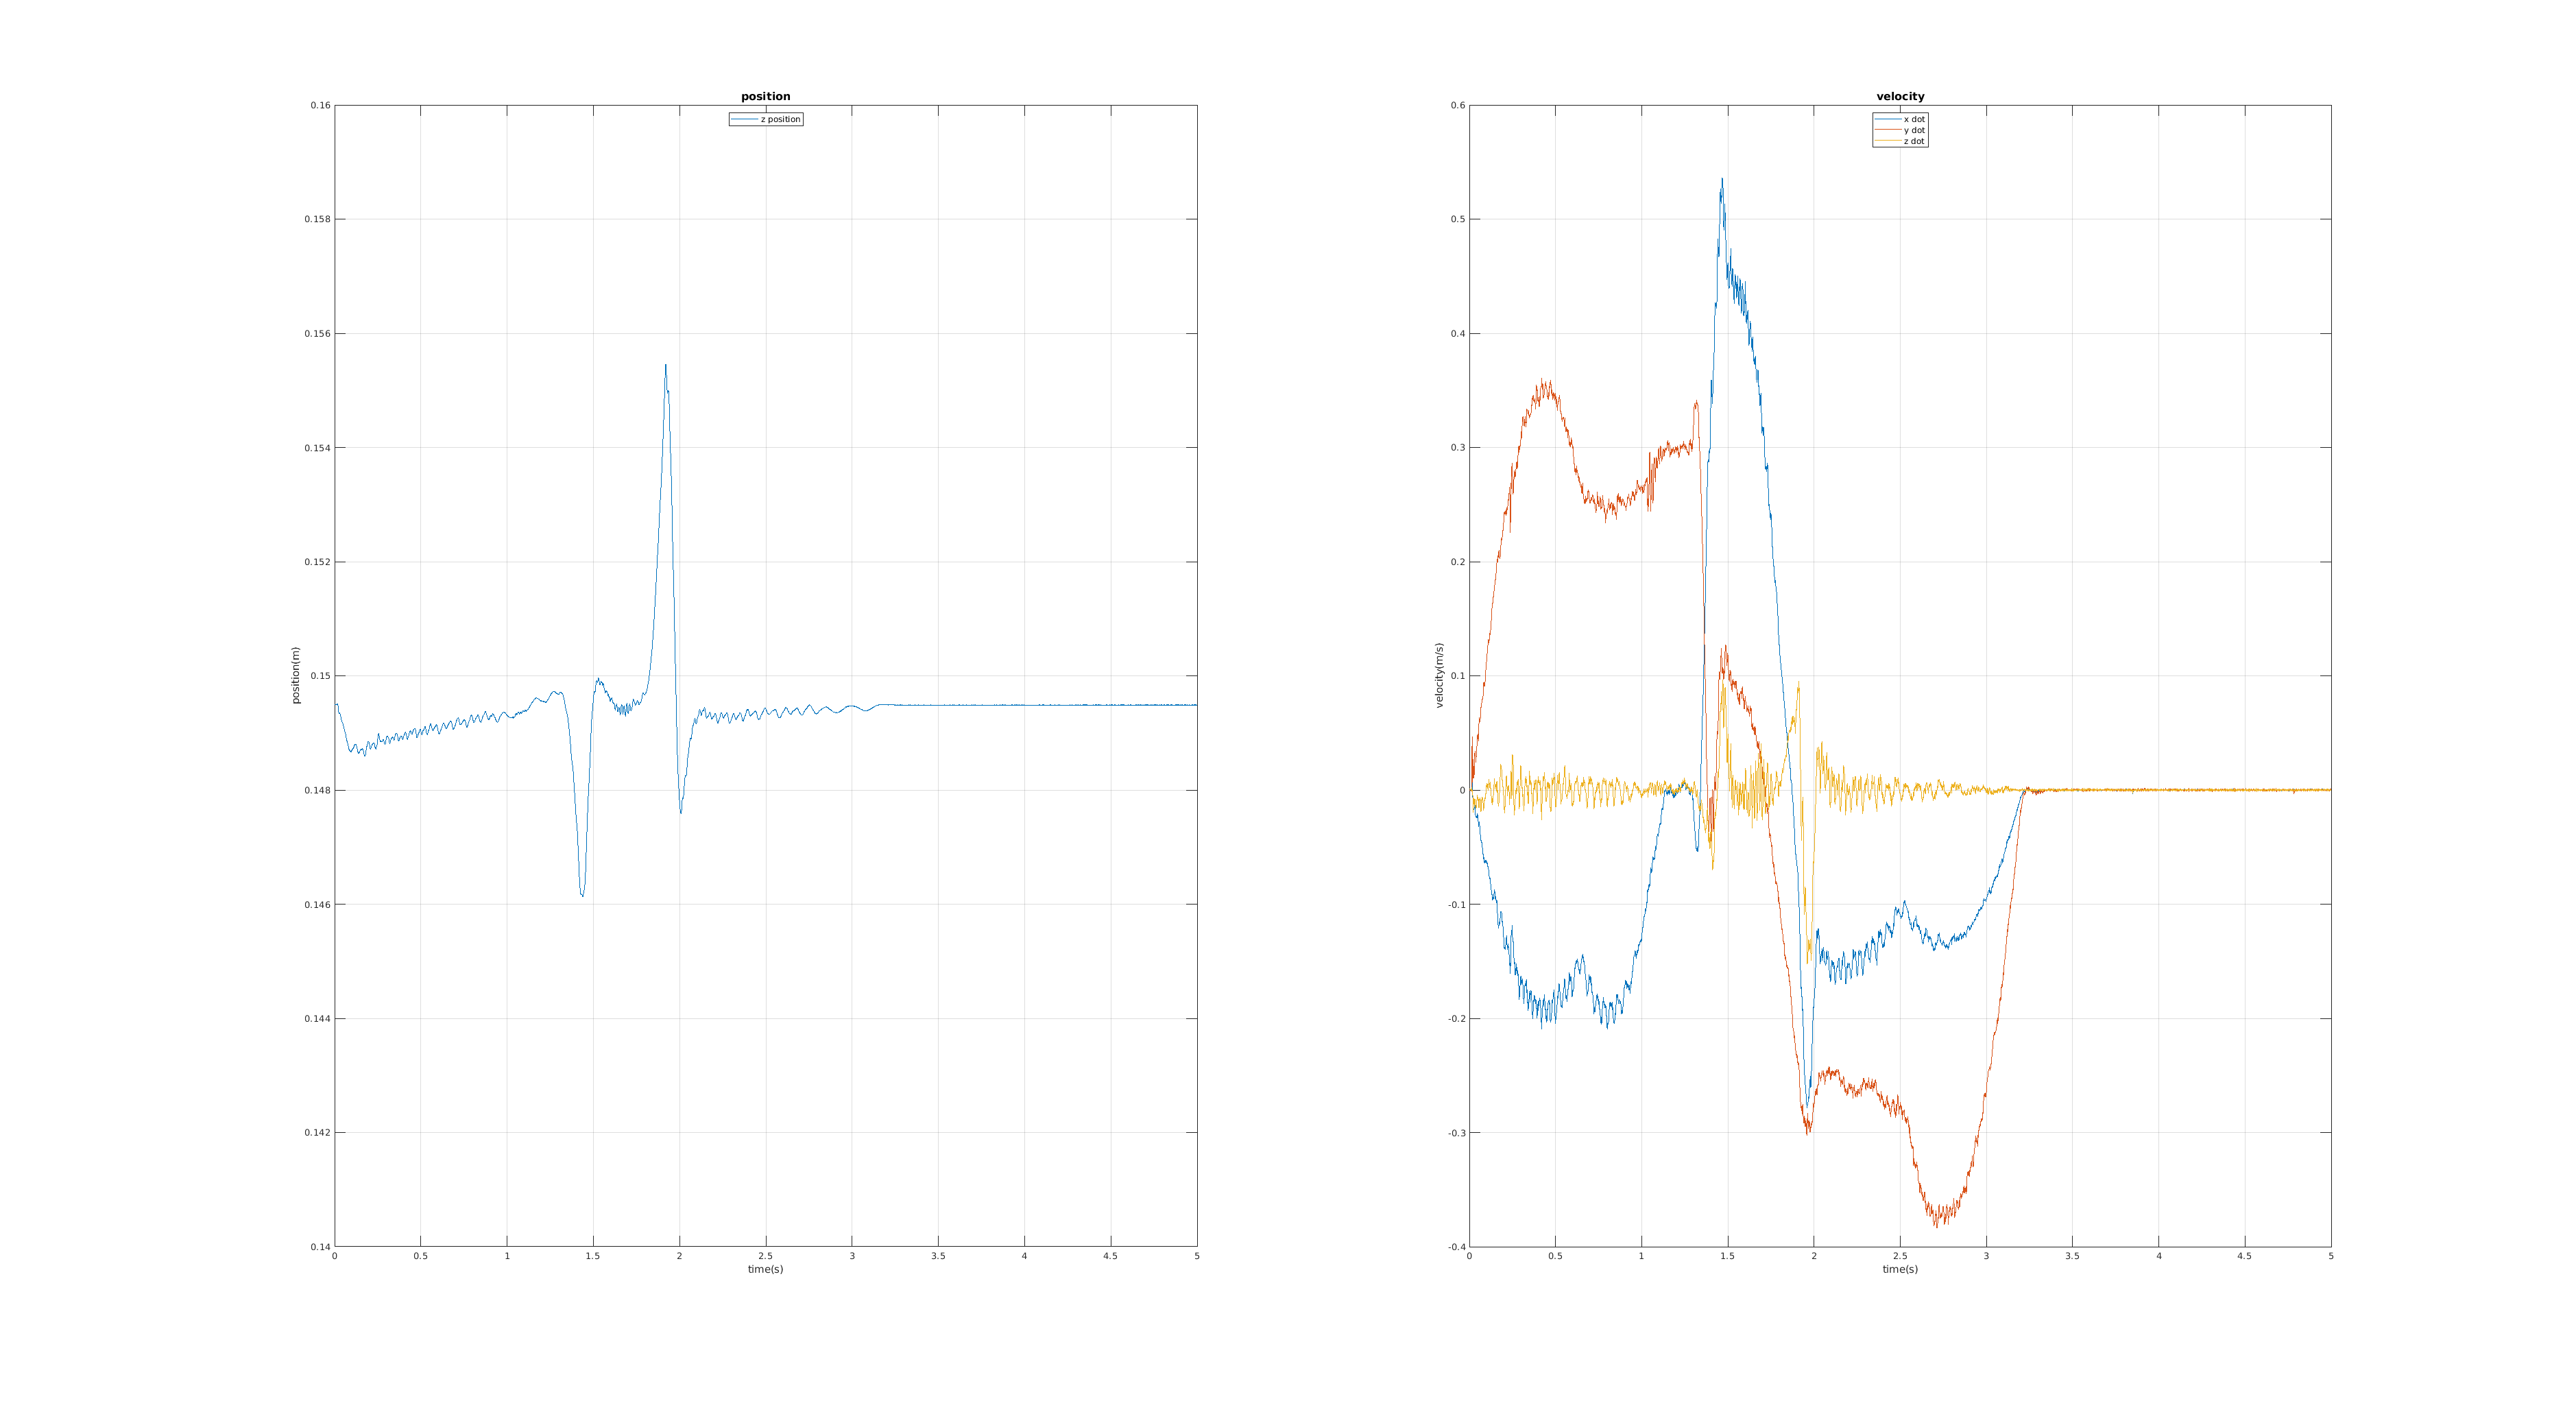 position
z position
0.16
0.158
0.156
0.154
0.152
0.15
0.148
0.146
0.144
0.142
0.14
position(m)
0 0.5 1 1.5 2 2.5 3 3.5 4 4.5 5
time(s)
velocity
x dot
y dot
z dot
0.6
0.5
0.4
0.3
0.2
0.1
0
-0.1
-0.2
-0.3
-0.4
velocity(m/s)
0 0.5 1 1.5 2 2.5 3 3.5 4 4.5 5
time(s)